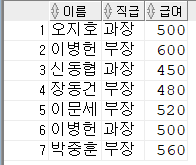 이름 직급 급여
1 오지호 과장 500
2 이병헌 부장 600
3 신동협 과장 450
4 장동건 부장 480
5 이문세 부장 520
6 이병헌 과장 500
7 박중훈 부장 560